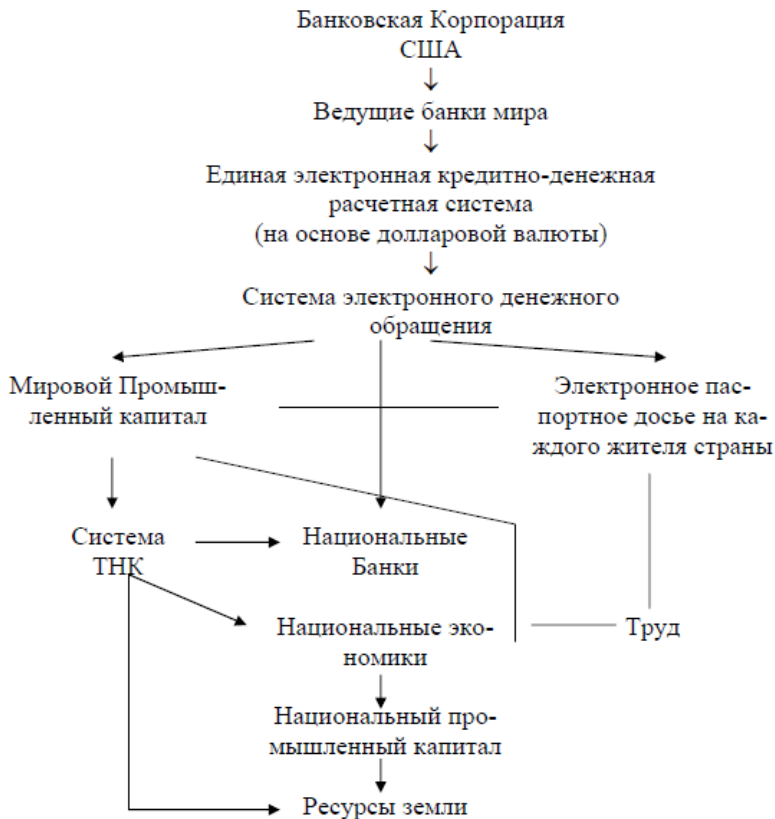 Банковская Корпорация
США
Ведущие банки мира
Единая электронная кредитно-денежная
расчетная система
(на основе долларовой валюты)
Система электронного денежного
обращения
Мировой Промыш-
ленный капитал
Электронное пас-
портное досье на ка-
ждого жителя страны
Система
ТНК
Национальные
Банки
Национальные эко-
номики
Труд
Национальный про-
мышленный капитал
Ресурсы земли